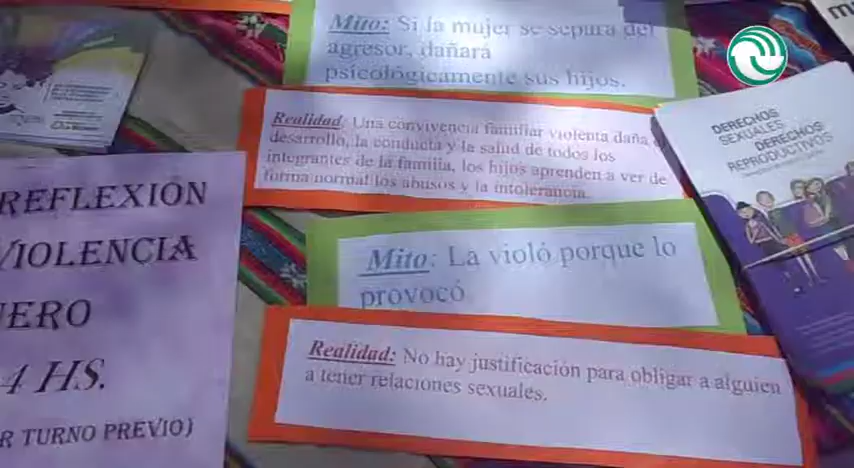 Mito: Si la mujer se separa del
agresor, dañará
psicológicamente sus hijos.
Realidad: Una convivencia familiar violenta daña
desarrollo, la conducta y la salud de todos los
integrantes de la familia, los hijos aprenden a ver de
forma normal los abusos y la intolerancia.
DERECHOS
SEXUALES
DERECHOS
REPRODUCTIVOS
REFLEXIÓN
VIOLENCIA
ERO
4 HS.
R TURNO PREVIO)
Mito: La violó porque lo
provocó
Realidad: No hay justificación para obligar a alguien
a tener relaciones sexuales.